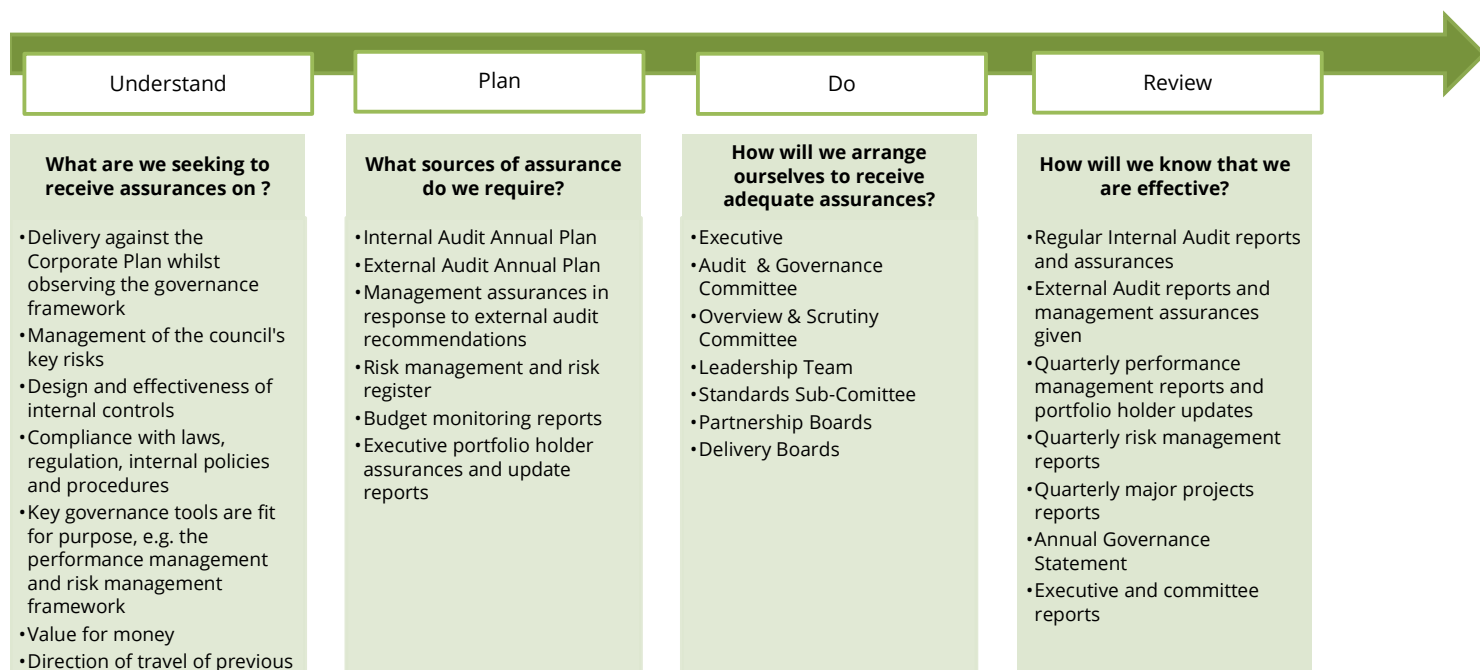 Understand
Plan
Do
Review
What are we seeking to
receive assurances on ?
•Delivery against the
Corporate Plan whilst
observing the governance
framework
•Management of the council's
key risks
•Design and effectiveness of
internal controls
•Compliance with laws,
regulation, internal policies
and procedures
•Key governance tools are fit
for purpose, e.g. the
performance management
and risk management
framework
•Value for money
•Direction of travel of previous
What sources of assurance
do we require?
•Internal Audit Annual Plan
•External Audit Annual Plan
•Management assurances in
response to external audit
recommendations
•Risk management and risk
register
•Budget monitoring reports
•Executive portfolio holder
assurances and update
reports
How will we arrange
ourselves to receive
adequate assurances?
•Executive
•Audit & Governance
Committee
•Overview & Scrutiny
Committee
•Leadership Team
•Standards Sub-Comittee
•Partnership Boards
•Delivery Boards
How will we know that we
are effective?
•Regular Internal Audit reports
and assurances
•External Audit reports and
management assurances
given
•Quarterly performance
management reports and
portfolio holder updates
•Quarterly risk management
reports
•Quarterly major projects
reports
•Annual Governance
Statement
•Executive and committee
reports